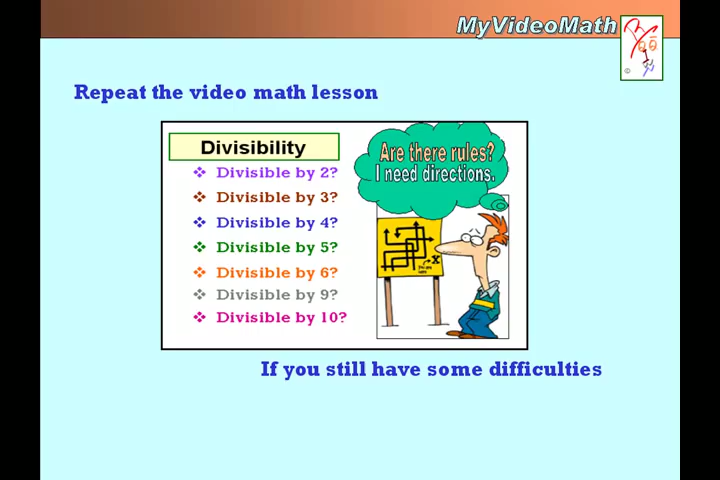 MyVideoMath
Repeat the video math lesson
Divisibility
Divisible by 2?
Divisible by 3?
Divisible by 4?
Divisible by 5?
Divisible by 6?
Divisible by 9?
Divisible by 10?
Are there rules?
I need directions.
X
If you still have some difficulties